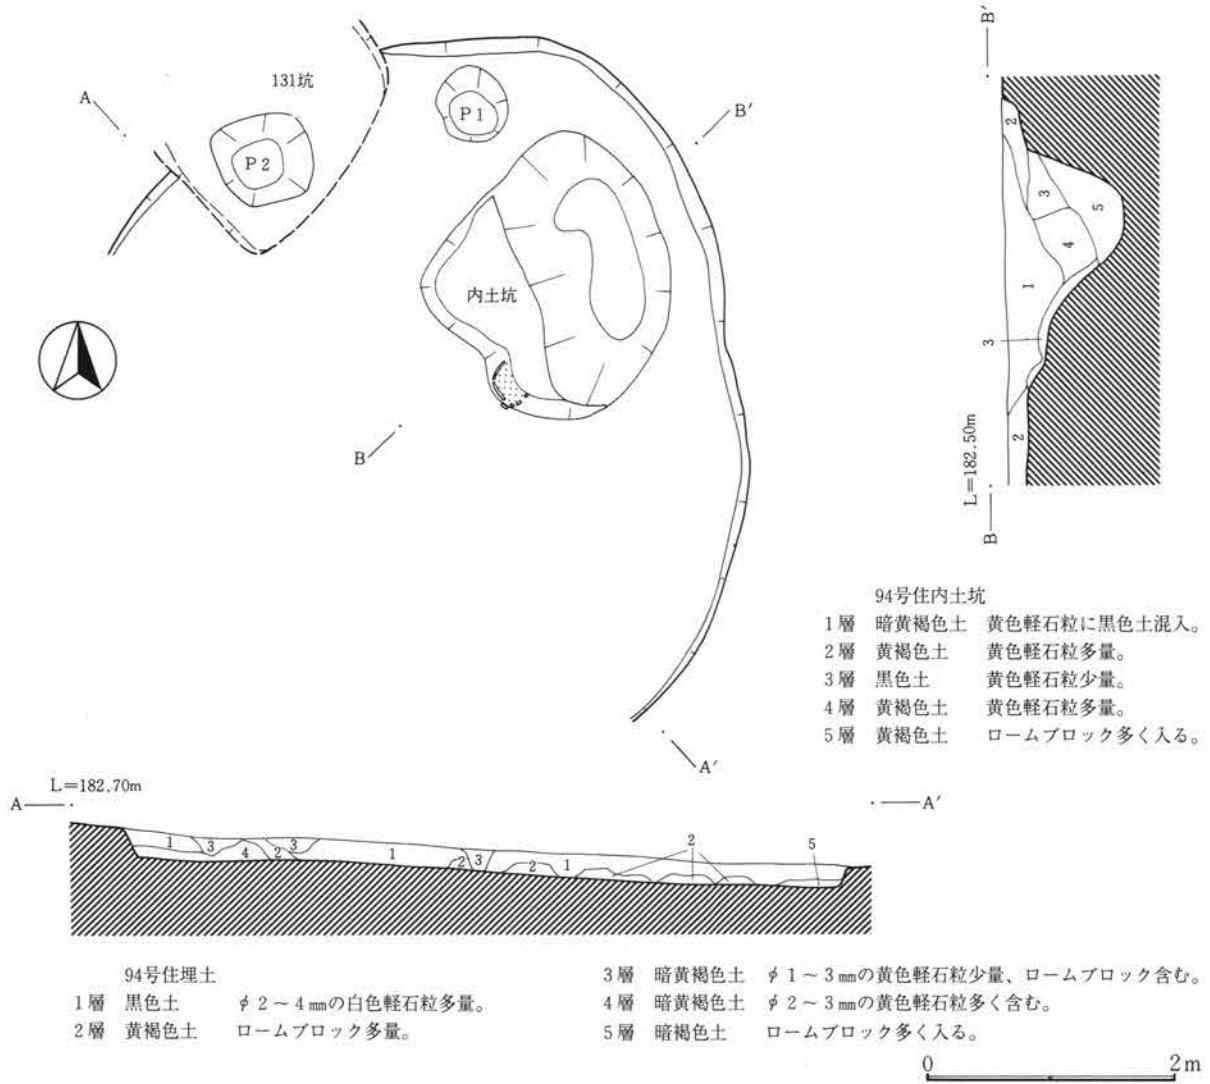 131坑
A
P 1
P 2
B′
内土坑
B
A′
B′
2
3
5
4
1
3
2
L＝182.50m
B
94号住内土坑
1層　暗黄褐色土　黄色軽石粒に黒色土混入。
2層　黄褐色土　黄色軽石粒多量。
3層　黒色土　黄色軽石粒少量。
4層　黄褐色土　黄色軽石粒多量。
5層　黄褐色土　ロームブロック多く入る。
L＝182.70m
A
A′
1 3 4 2 3 1 2 3 2 1 2 5
94号住埋土
1層　黒色土　φ2～4㎜の白色軽石粒多量。
2層　黄褐色土　ロームブロック多量。
3層　暗黄褐色土　φ1～3㎜の黄色軽石粒少量、ロームブロック含む。
4層　暗黄褐色土　φ2～3㎜の黄色軽石粒多く含む。
5層　暗褐色土　ロームブロック多く入る。
0 2m